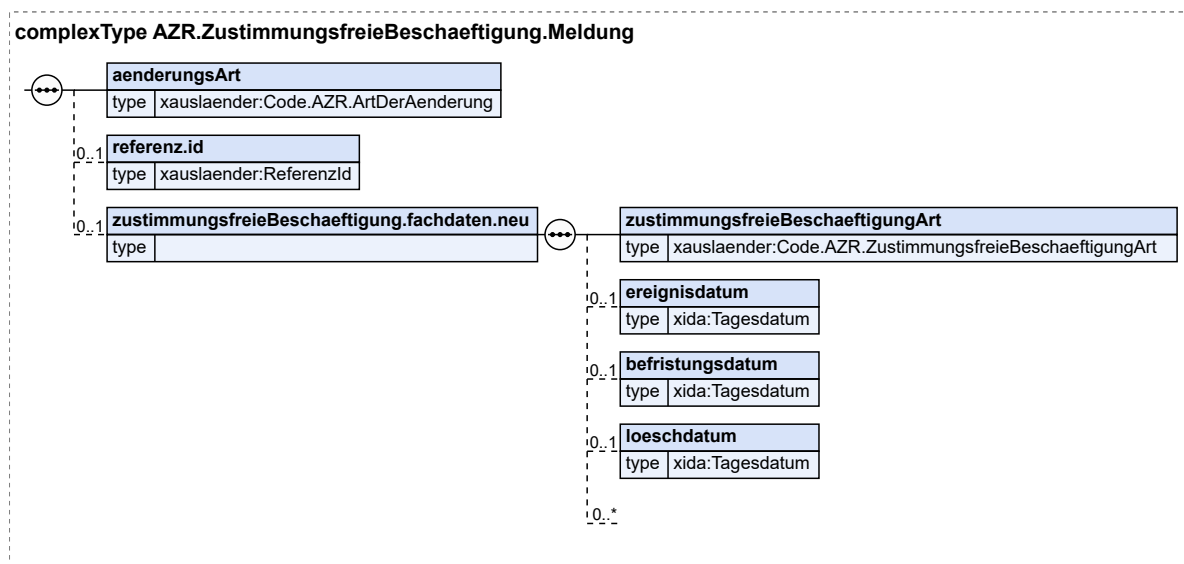 complexType AZR.ZustimmungsfreieBeschaeftigung.Meldung
aenderungsArt
type xauslaender:Code.AZR.ArtDerAenderung
0..1 referenz.id
type xauslaender:ReferenzId
0..1 zustimmungsfreieBeschaeftigung.fachdaten.neu
type
zustimmungsfreieBeschaeftigungArt
type xauslaender:Code.AZR.ZustimmungsfreieBeschaeftigungArt
0..1 ereignisdatum
type xida:Tagesdatum
0..1 befristungsdatum
type xida:Tagesdatum
0..1 loeschdatum
type xida:Tagesdatum
0..*